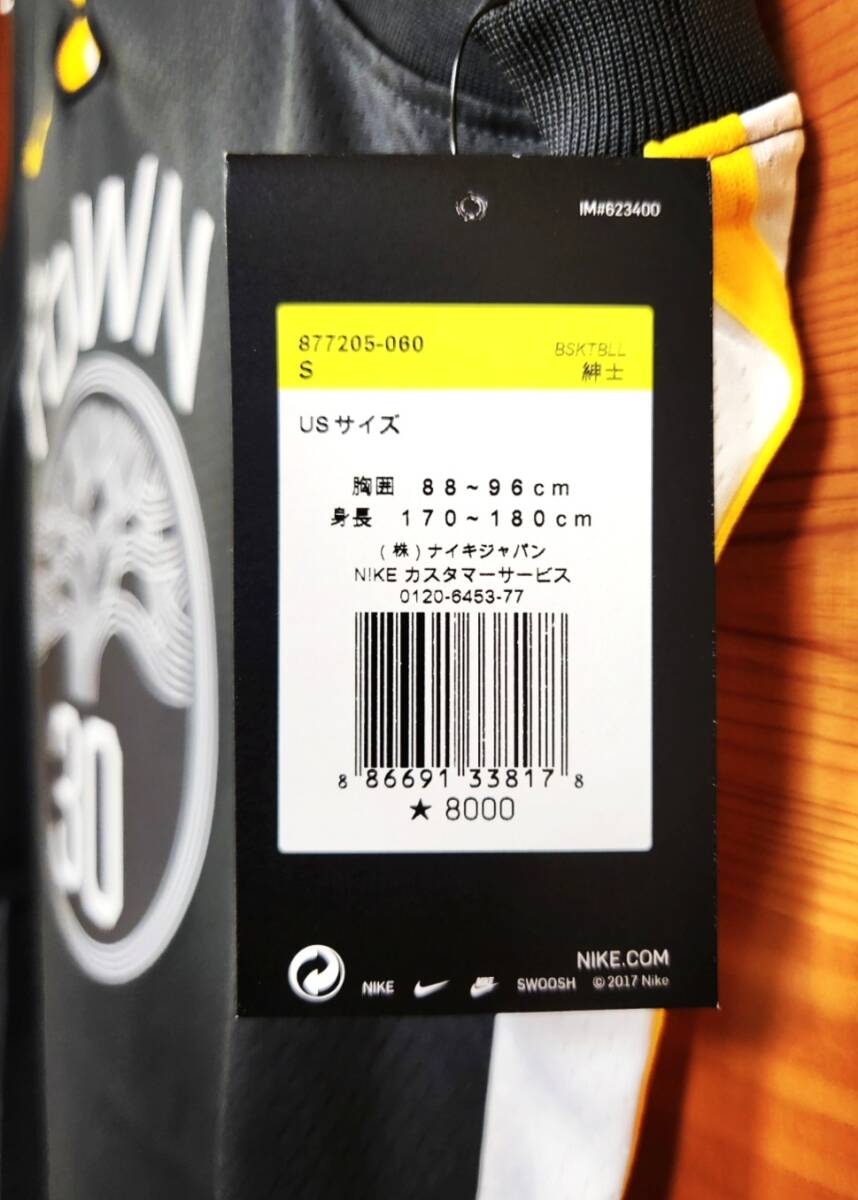 TOWN
30
IM#623400
877205-060
BSKTBLL
S
紳士
USサイズ
胸囲 88~96cm
身長 170~180cm
(株)ナイキジャパン
NIKE カスタマーサービス
0120-6453-77
8 86691 33817 8
★ 8000
NIKE.COM
NIKE SWOOSH © 2017 Nike